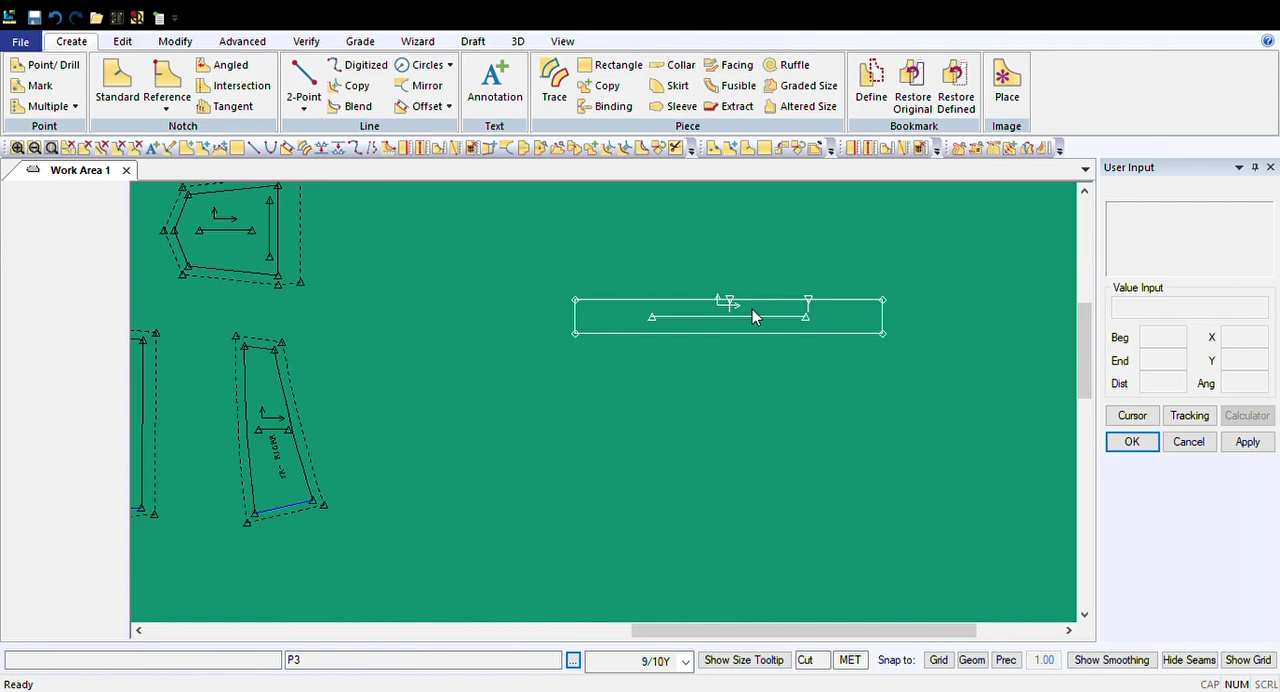 File Create Edit Modify Advanced Verify Grade Wizard Draft 3D View
Point/ Drill
Mark
Multiple
Point
Standard
Reference
Angled
Intersection
Tangent
Notch
2-Point
Digitized
Copy
Blend
Circles
Mirror
Offset
Line
Annotation
Text
Trace
Rectangle
Copy
Binding
Collar
Skirt
Sleeve
Facing
Fusible
Extract
Ruffle
Graded Size
Altered Size
Piece
Define
Restore Original
Restore Defined
Bookmark
Place
Image
Work Area 1
User Input
Value Input
Beg X
End Y
Dist Ang
Cursor Tracking Calculator
OK Cancel Apply
P3 ... 9/10Y Show Size Tooltip Cut MET Snap to: Grid Geom Prec 1.00 Show Smoothing Hide Seams Show Grid
Ready CAP NUM SCRL